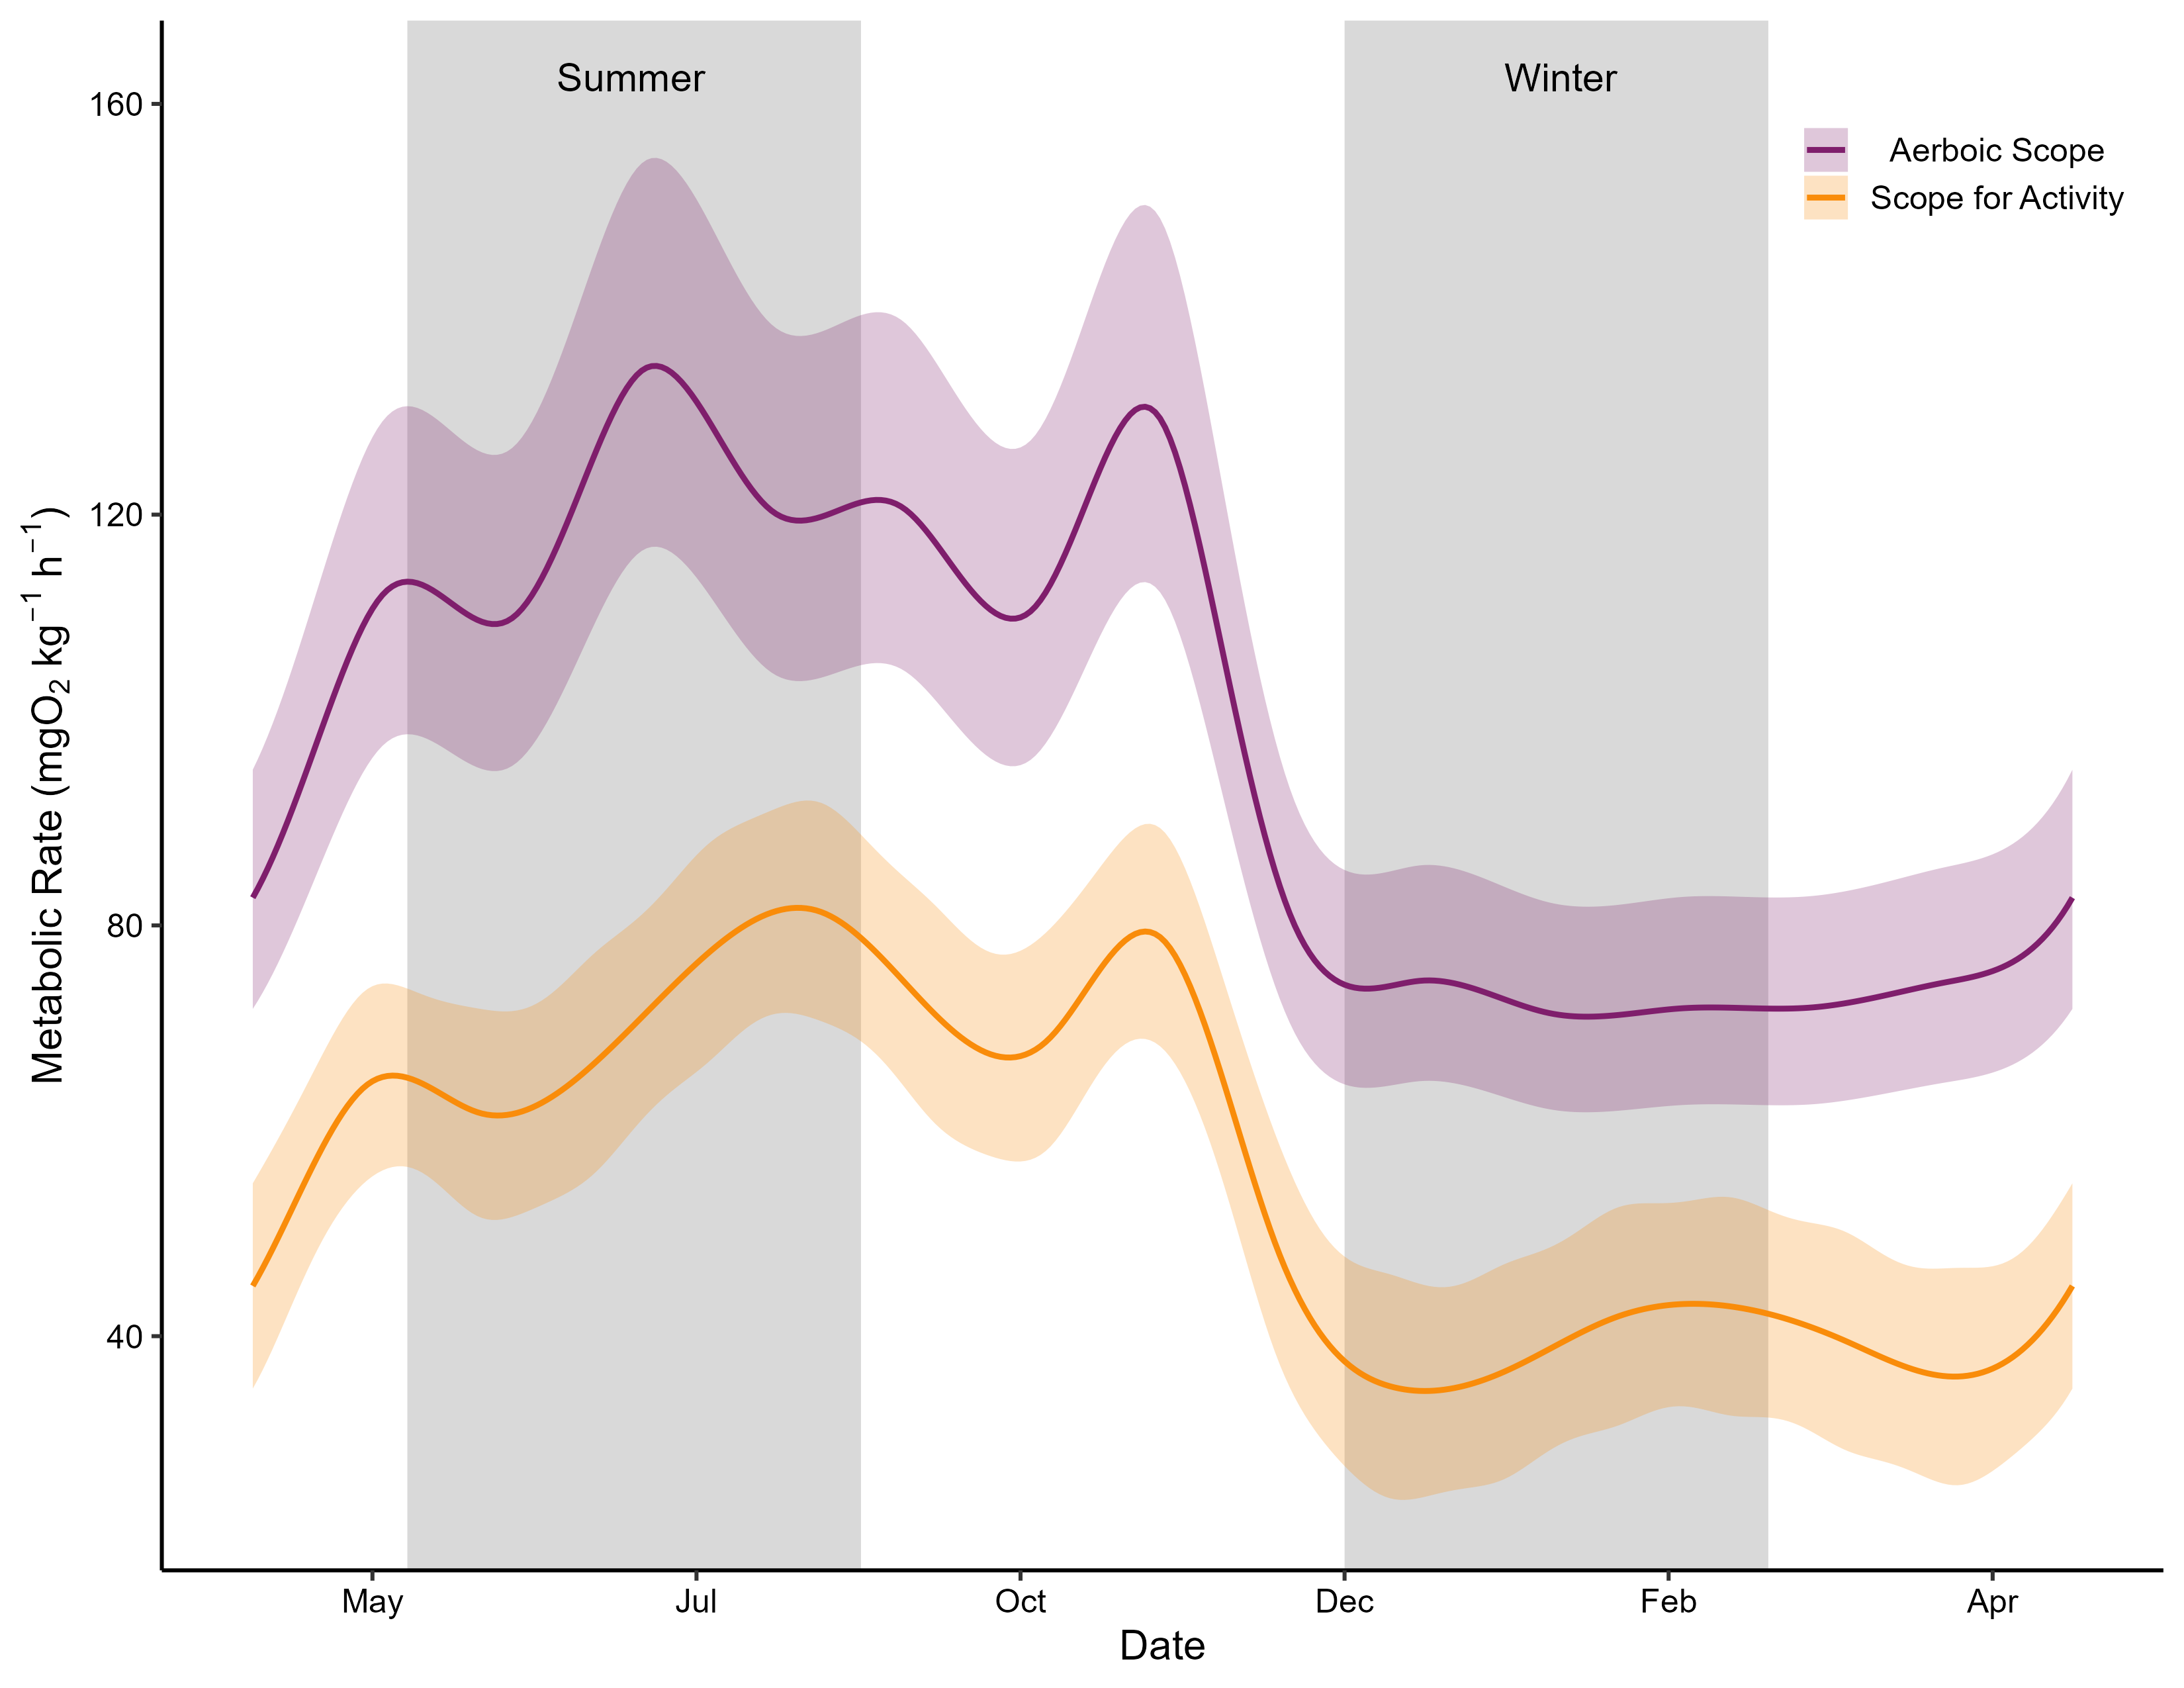 Summer
Winter
160
120
80
40
Aerboic Scope
Scope for Activity
Metabolic Rate (mgO₂ kg⁻¹ h⁻¹)
May
Jul
Oct
Dec
Feb
Apr
Date